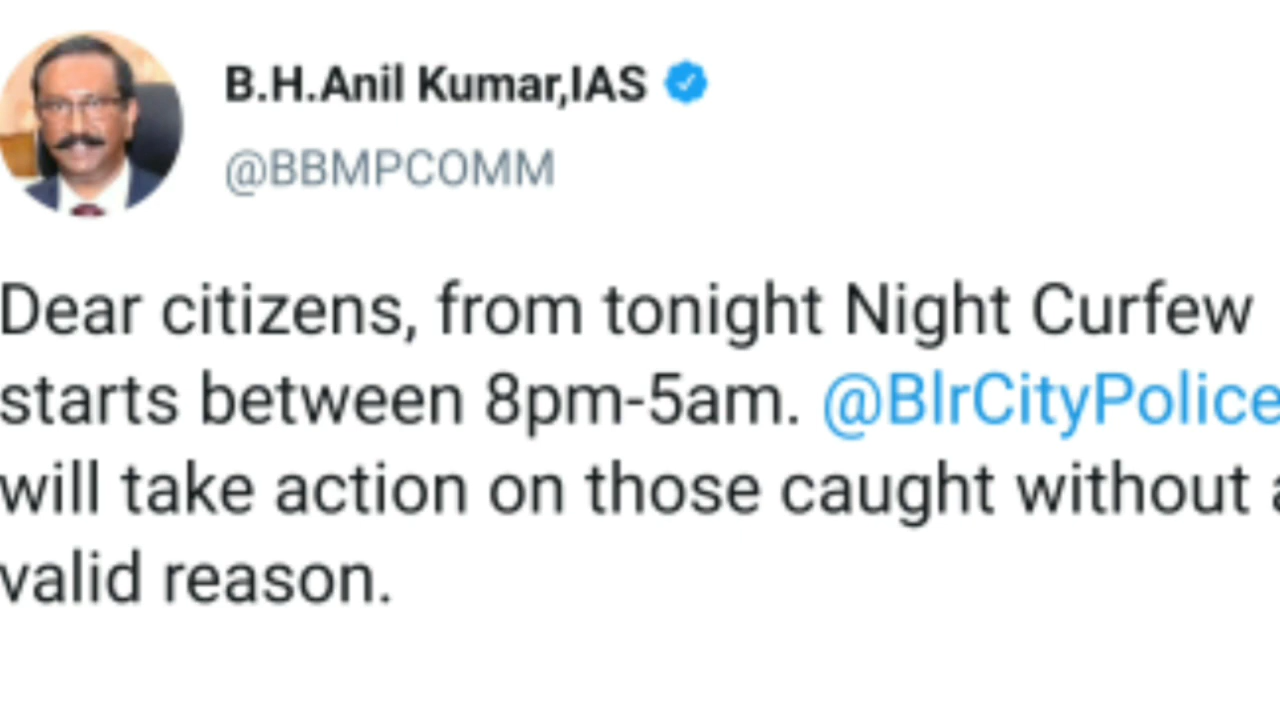 B.H.Anil Kumar,IAS
@BBMPCOMM
Dear citizens, from tonight Night Curfew
starts between 8pm-5am. @BlrCityPolice
will take action on those caught without a
valid reason.